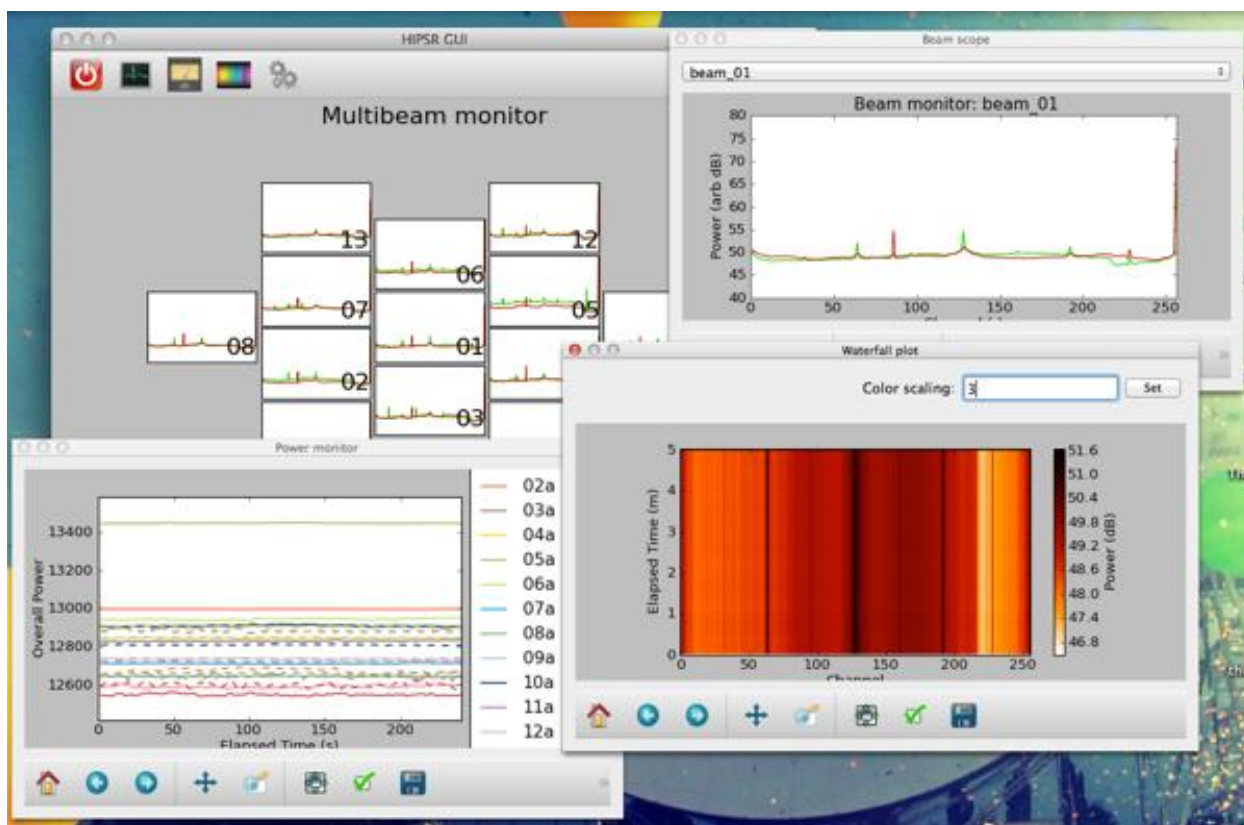 HIPSR GUI
Multibeam monitor
13
12
06
07
05
08
01
02
03
Beam scope
beam_01
Beam monitor: beam_01
80
75
70
65
60
55
50
45
40
Power (arb dB)
0 50 100 150 200 250
Power monitor
13400
13200
13000
12800
12600
Overall Power
0 50 100 150 200
Elapsed Time (s)
02a
03a
04a
05a
06a
07a
08a
09a
10a
11a
12a
Waterfall plot
Color scaling:
Set
5
4
3
2
1
0
Elapsed Time (m)
0 50 100 150 200 250
Channel
51.6
51.0
50.4
49.8
49.2
48.6
48.0
47.4
46.8
Power (dB)